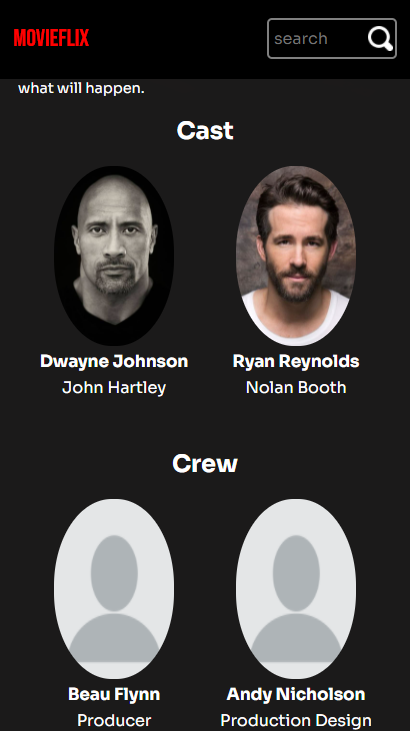 MOVIEFLIX
search
what will happen.
Cast
Dwayne Johnson
Ryan Reynolds
John Hartley
Nolan Booth
Crew
Beau Flynn
Andy Nicholson
Producer
Production Design